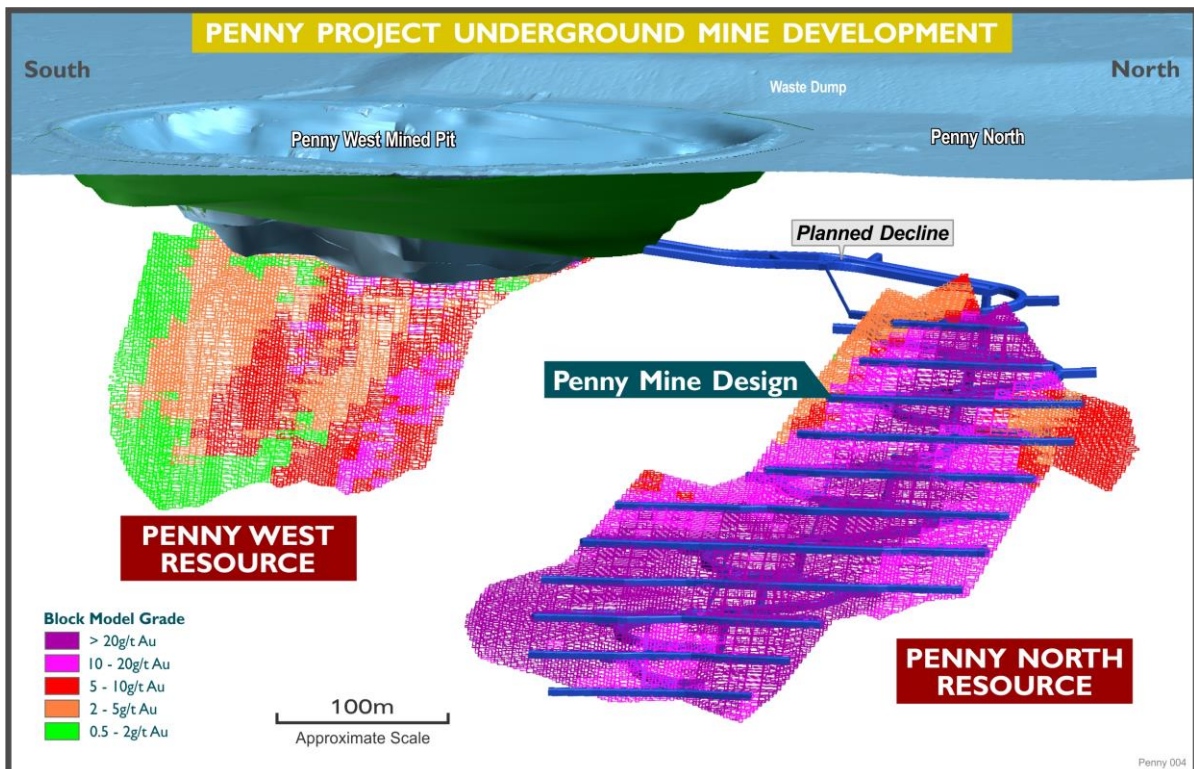 PENNY PROJECT UNDERGROUND MINE DEVELOPMENT
South
North
Waste Dump
Penny West Mined Pit
Penny North
Planned Decline
Penny Mine Design
PENNY WEST
RESOURCE
Block Model Grade
> 20g/t Au
10 - 20g/t Au
5 - 10g/t Au
2 - 5g/t Au
0.5 - 2g/t Au
100m
Approximate Scale
PENNY NORTH
RESOURCE
Penny 004